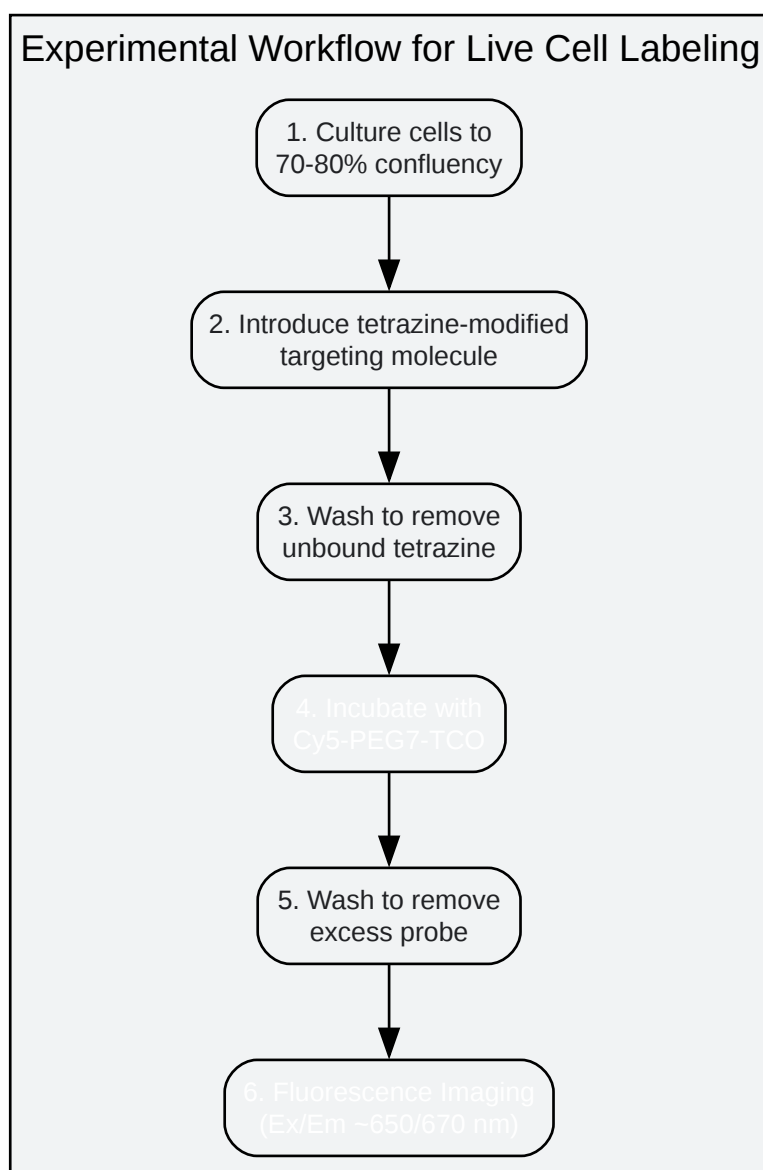 Experimental Workflow for Live Cell Labeling
1. Culture cells to
70-80% confluency
2. Introduce tetrazine-modified
targeting molecule
3. Wash to remove
unbound tetrazine
4. Incubate with
Cy5-PEG7-TCO
5. Wash to remove
excess probe
6. Fluorescence Imaging
(Ex/Em ~650/670 nm)